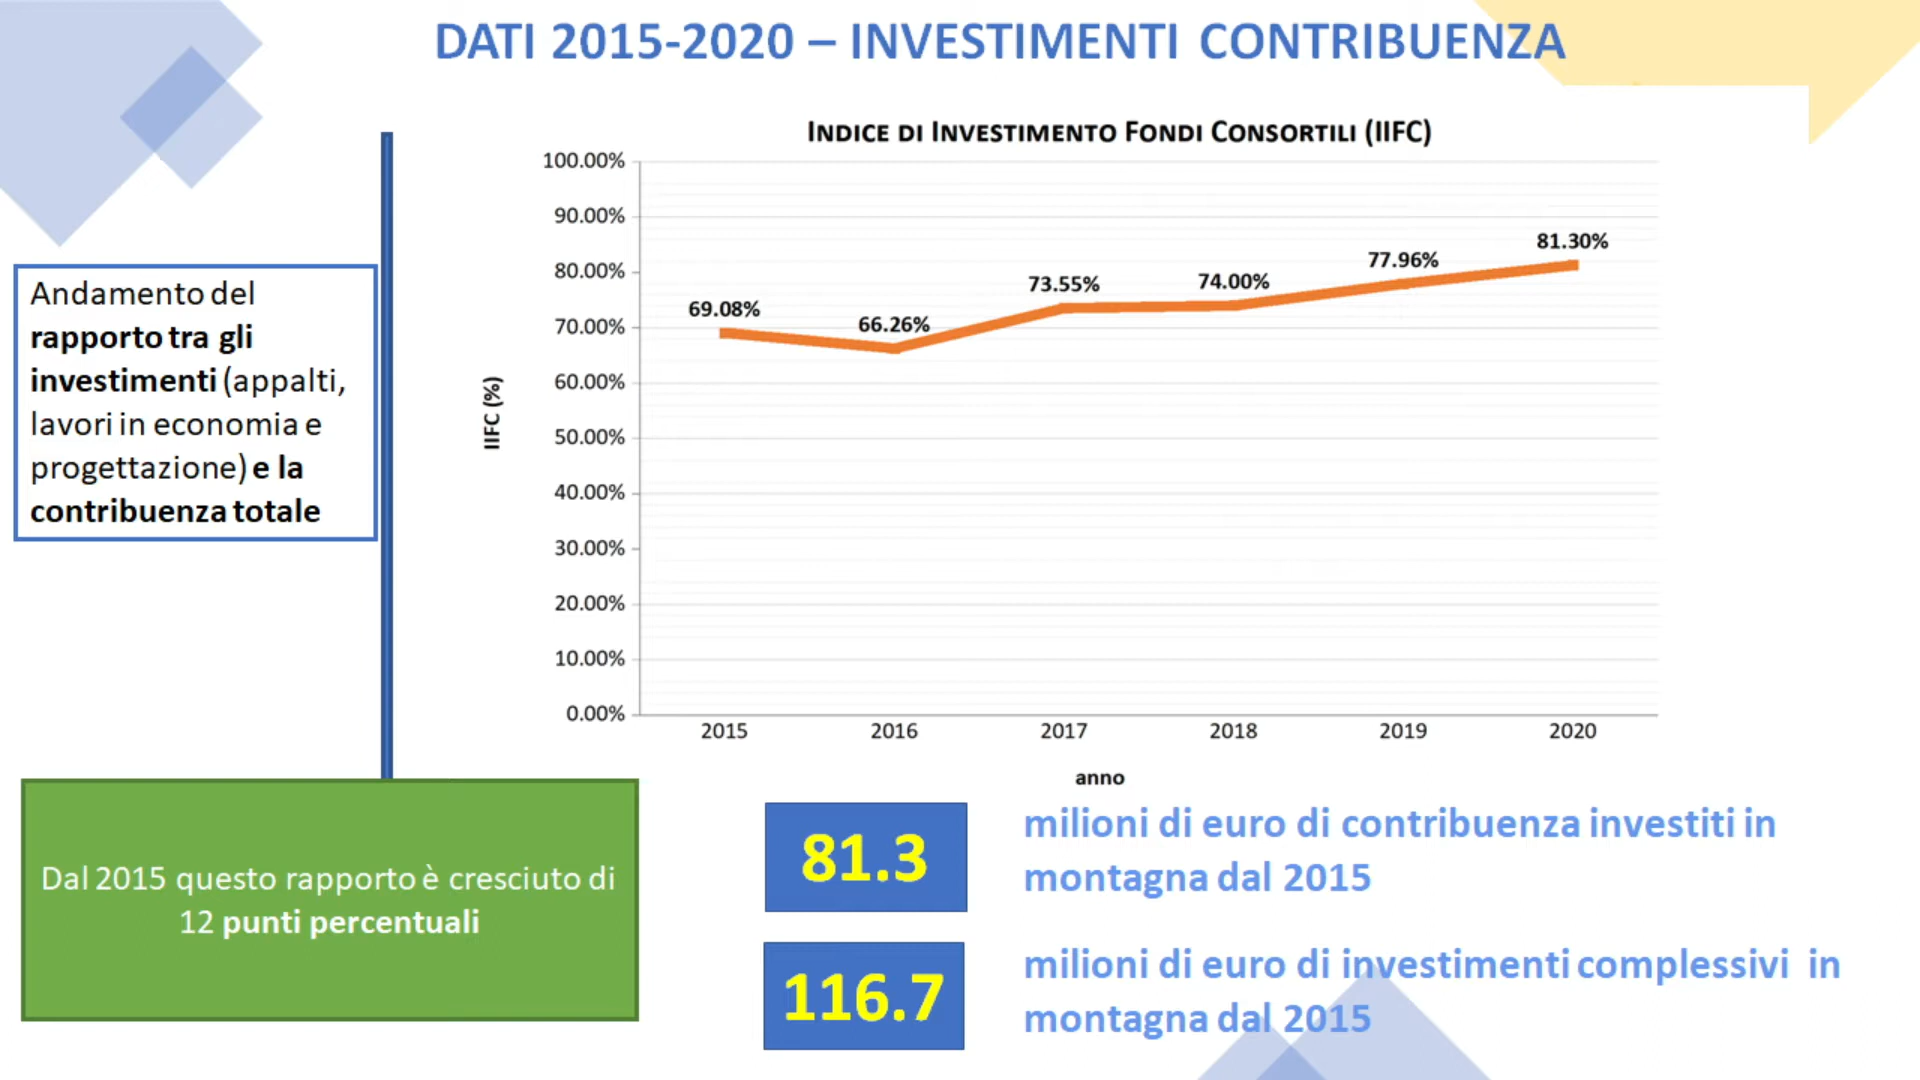 DATI 2015-2020 – INVESTIMENTI CONTRIBUENZA
INDICE DI INVESTIMENTO FONDI CONSORTILI (IIFC)
100.00%
90.00%
80.00%
70.00%
60.00%
50.00%
40.00%
30.00%
20.00%
10.00%
0.00%
IIFC (%)
69.08%
66.26%
73.55%
74.00%
77.96%
81.30%
2015 2016 2017 2018 2019 2020
anno
Andamento del
rapporto tra gli
investimenti (appalti,
lavori in economia e
progettazione) e la
contribuenza totale
Dal 2015 questo rapporto è cresciuto di
12 punti percentuali
81.3
milioni di euro di contribuenza investiti in
montagna dal 2015
116.7
milioni di euro di investimenti complessivi in
montagna dal 2015